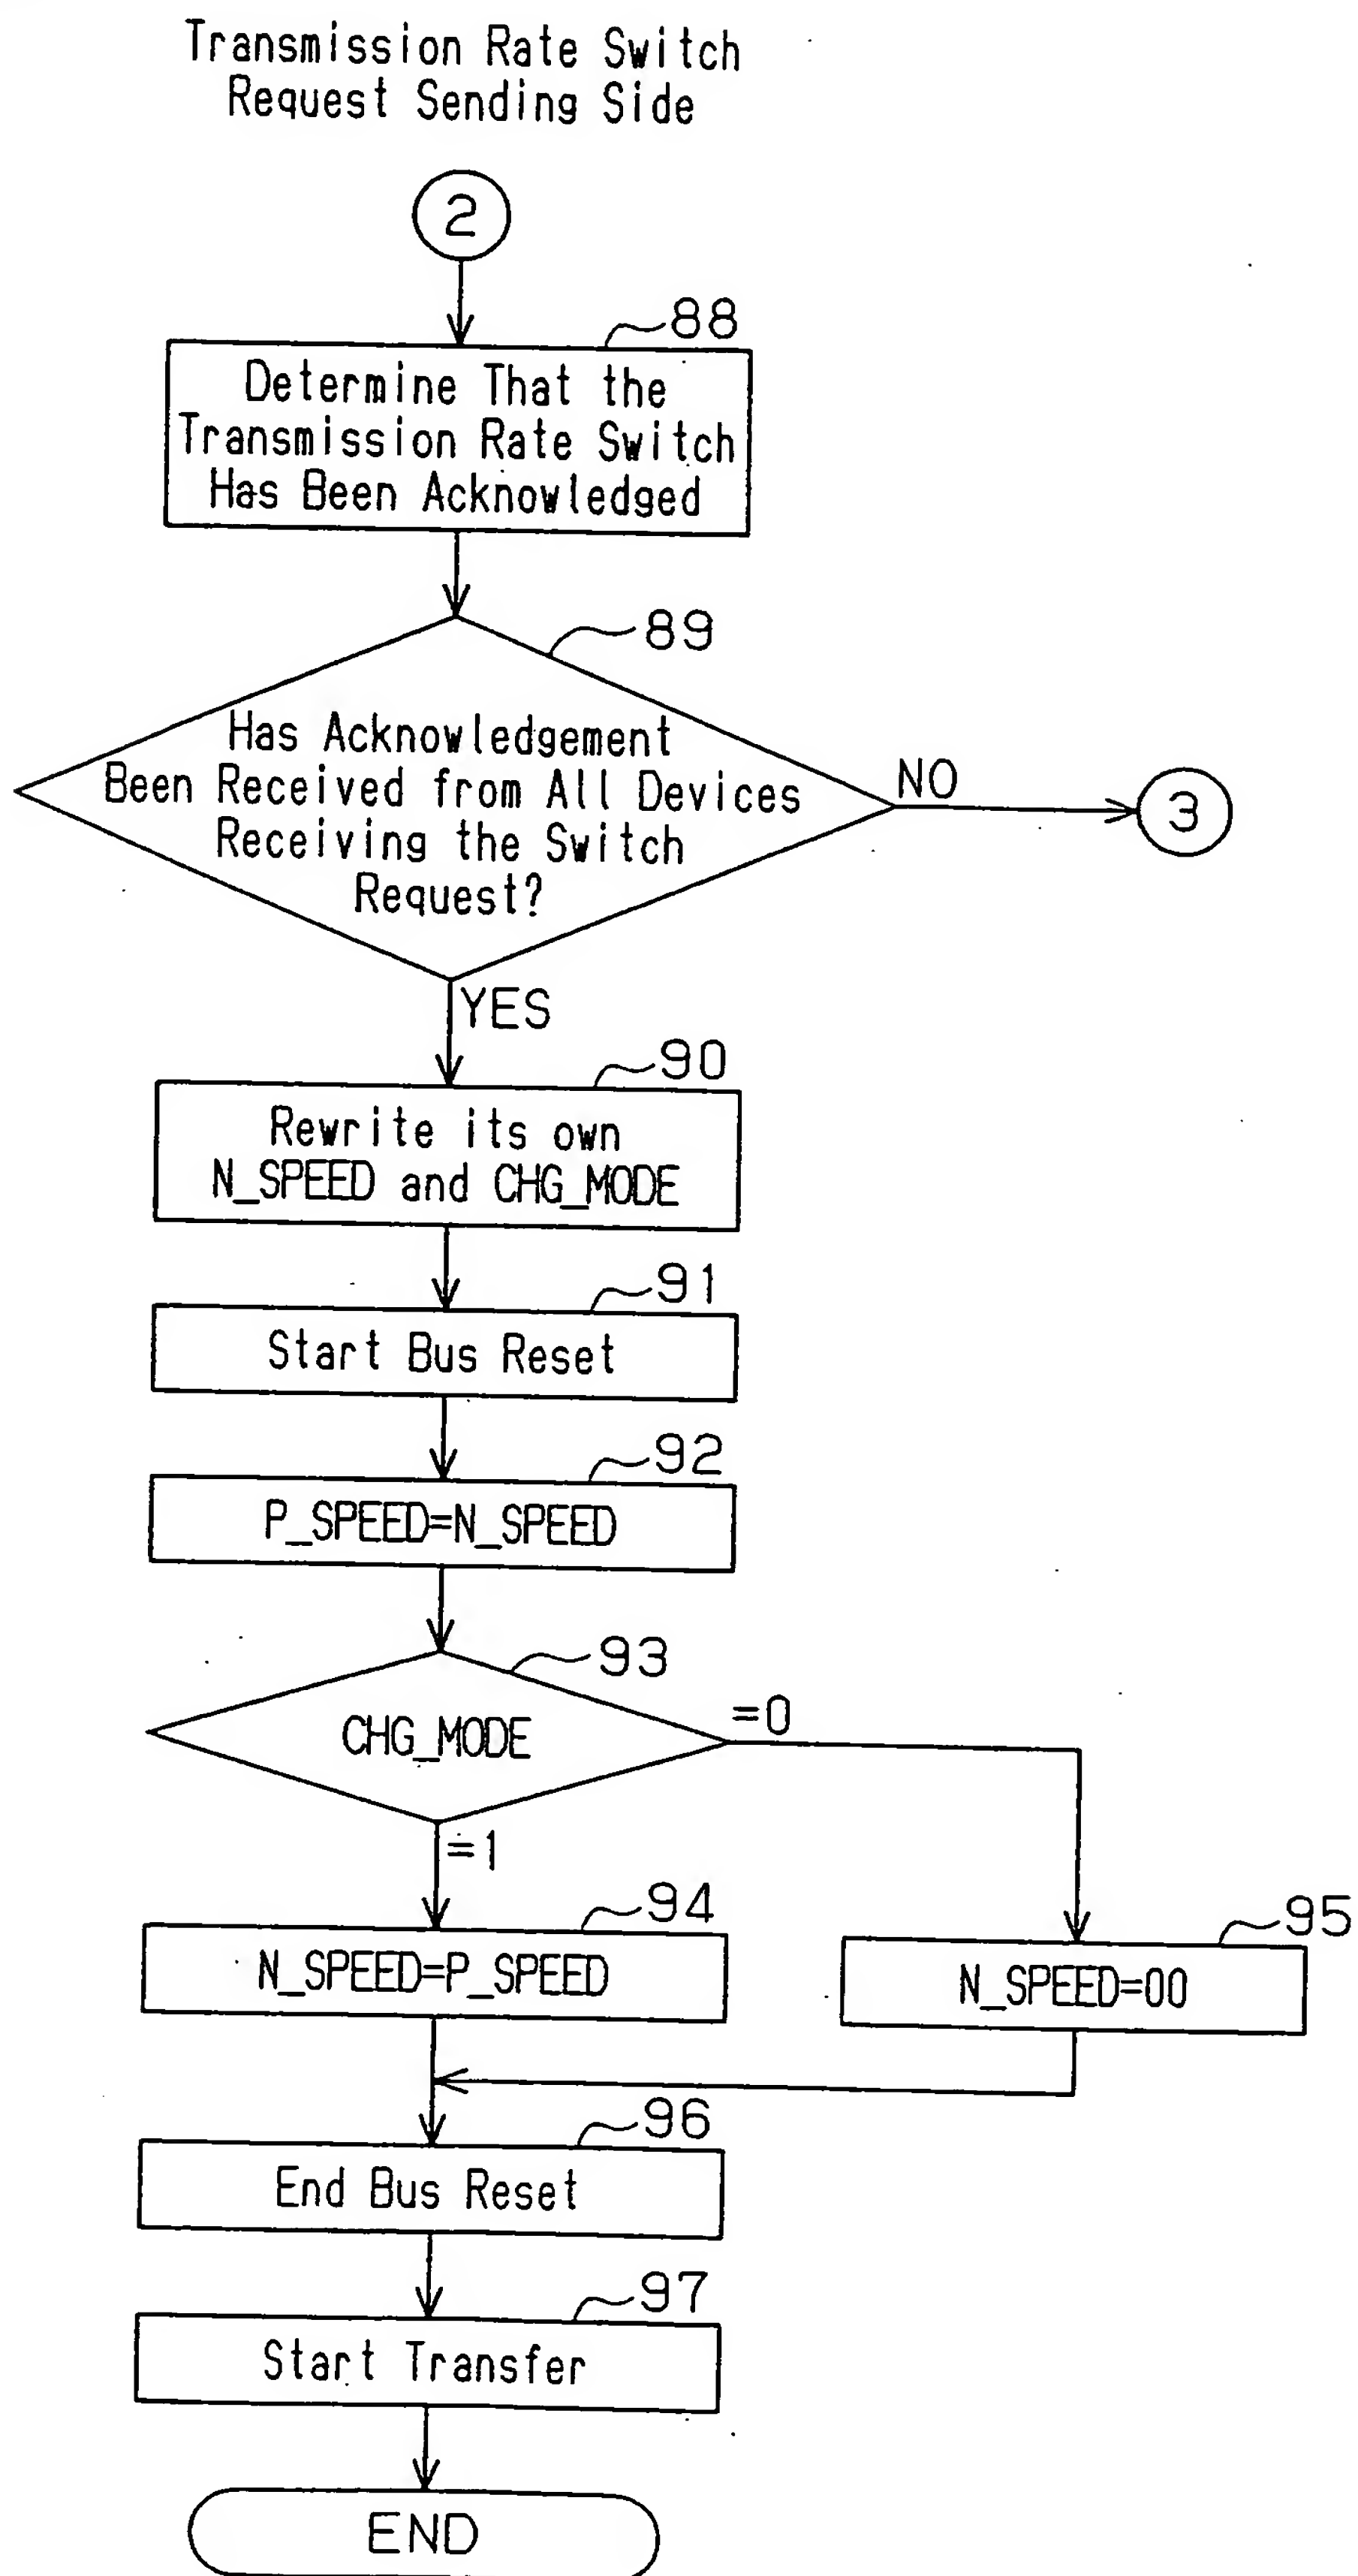 Transmission Rate Switch
Request Sending Side
2
88
Determine That the
Transmission Rate Switch
Has Been Acknowledged
89
Has Acknowledgement
Been Received from All Devices
Receiving the Switch
Request?
NO
3
YES
90
Rewrite its own
N_SPEED and CHG_MODE
91
Start Bus Reset
92
P_SPEED=N_SPEED
93
CHG_MODE
=0
=1
94
N_SPEED=P_SPEED
95
N_SPEED=00
96
End Bus Reset
97
Start Transfer
END